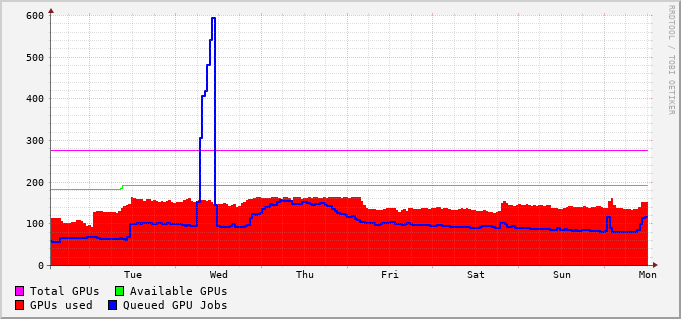 600
500
400
300
200
100
0
Tue Wed Thu Fri Sat Sun Mon
Total GPUs Available GPUs
GPUs used Queued GPU Jobs
RRDTOOL / TOBI OETIKER